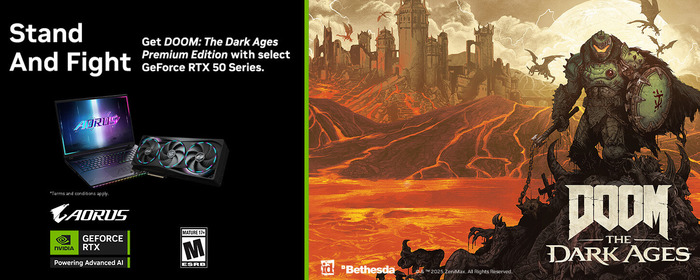 Stand
And Fight
Get DOOM: The Dark Ages
Premium Edition with select
GeForce RTX 50 Series.
AORUS
*Terms and conditions apply.
AORUS
NVIDIA
GEFORCE
RTX
Powering Advanced AI
MATURE 17+
M
ESRB
id
Bethesda
© & ™ 2025 ZeniMax. All Rights Reserved.
DOOM
THE
DARK AGES